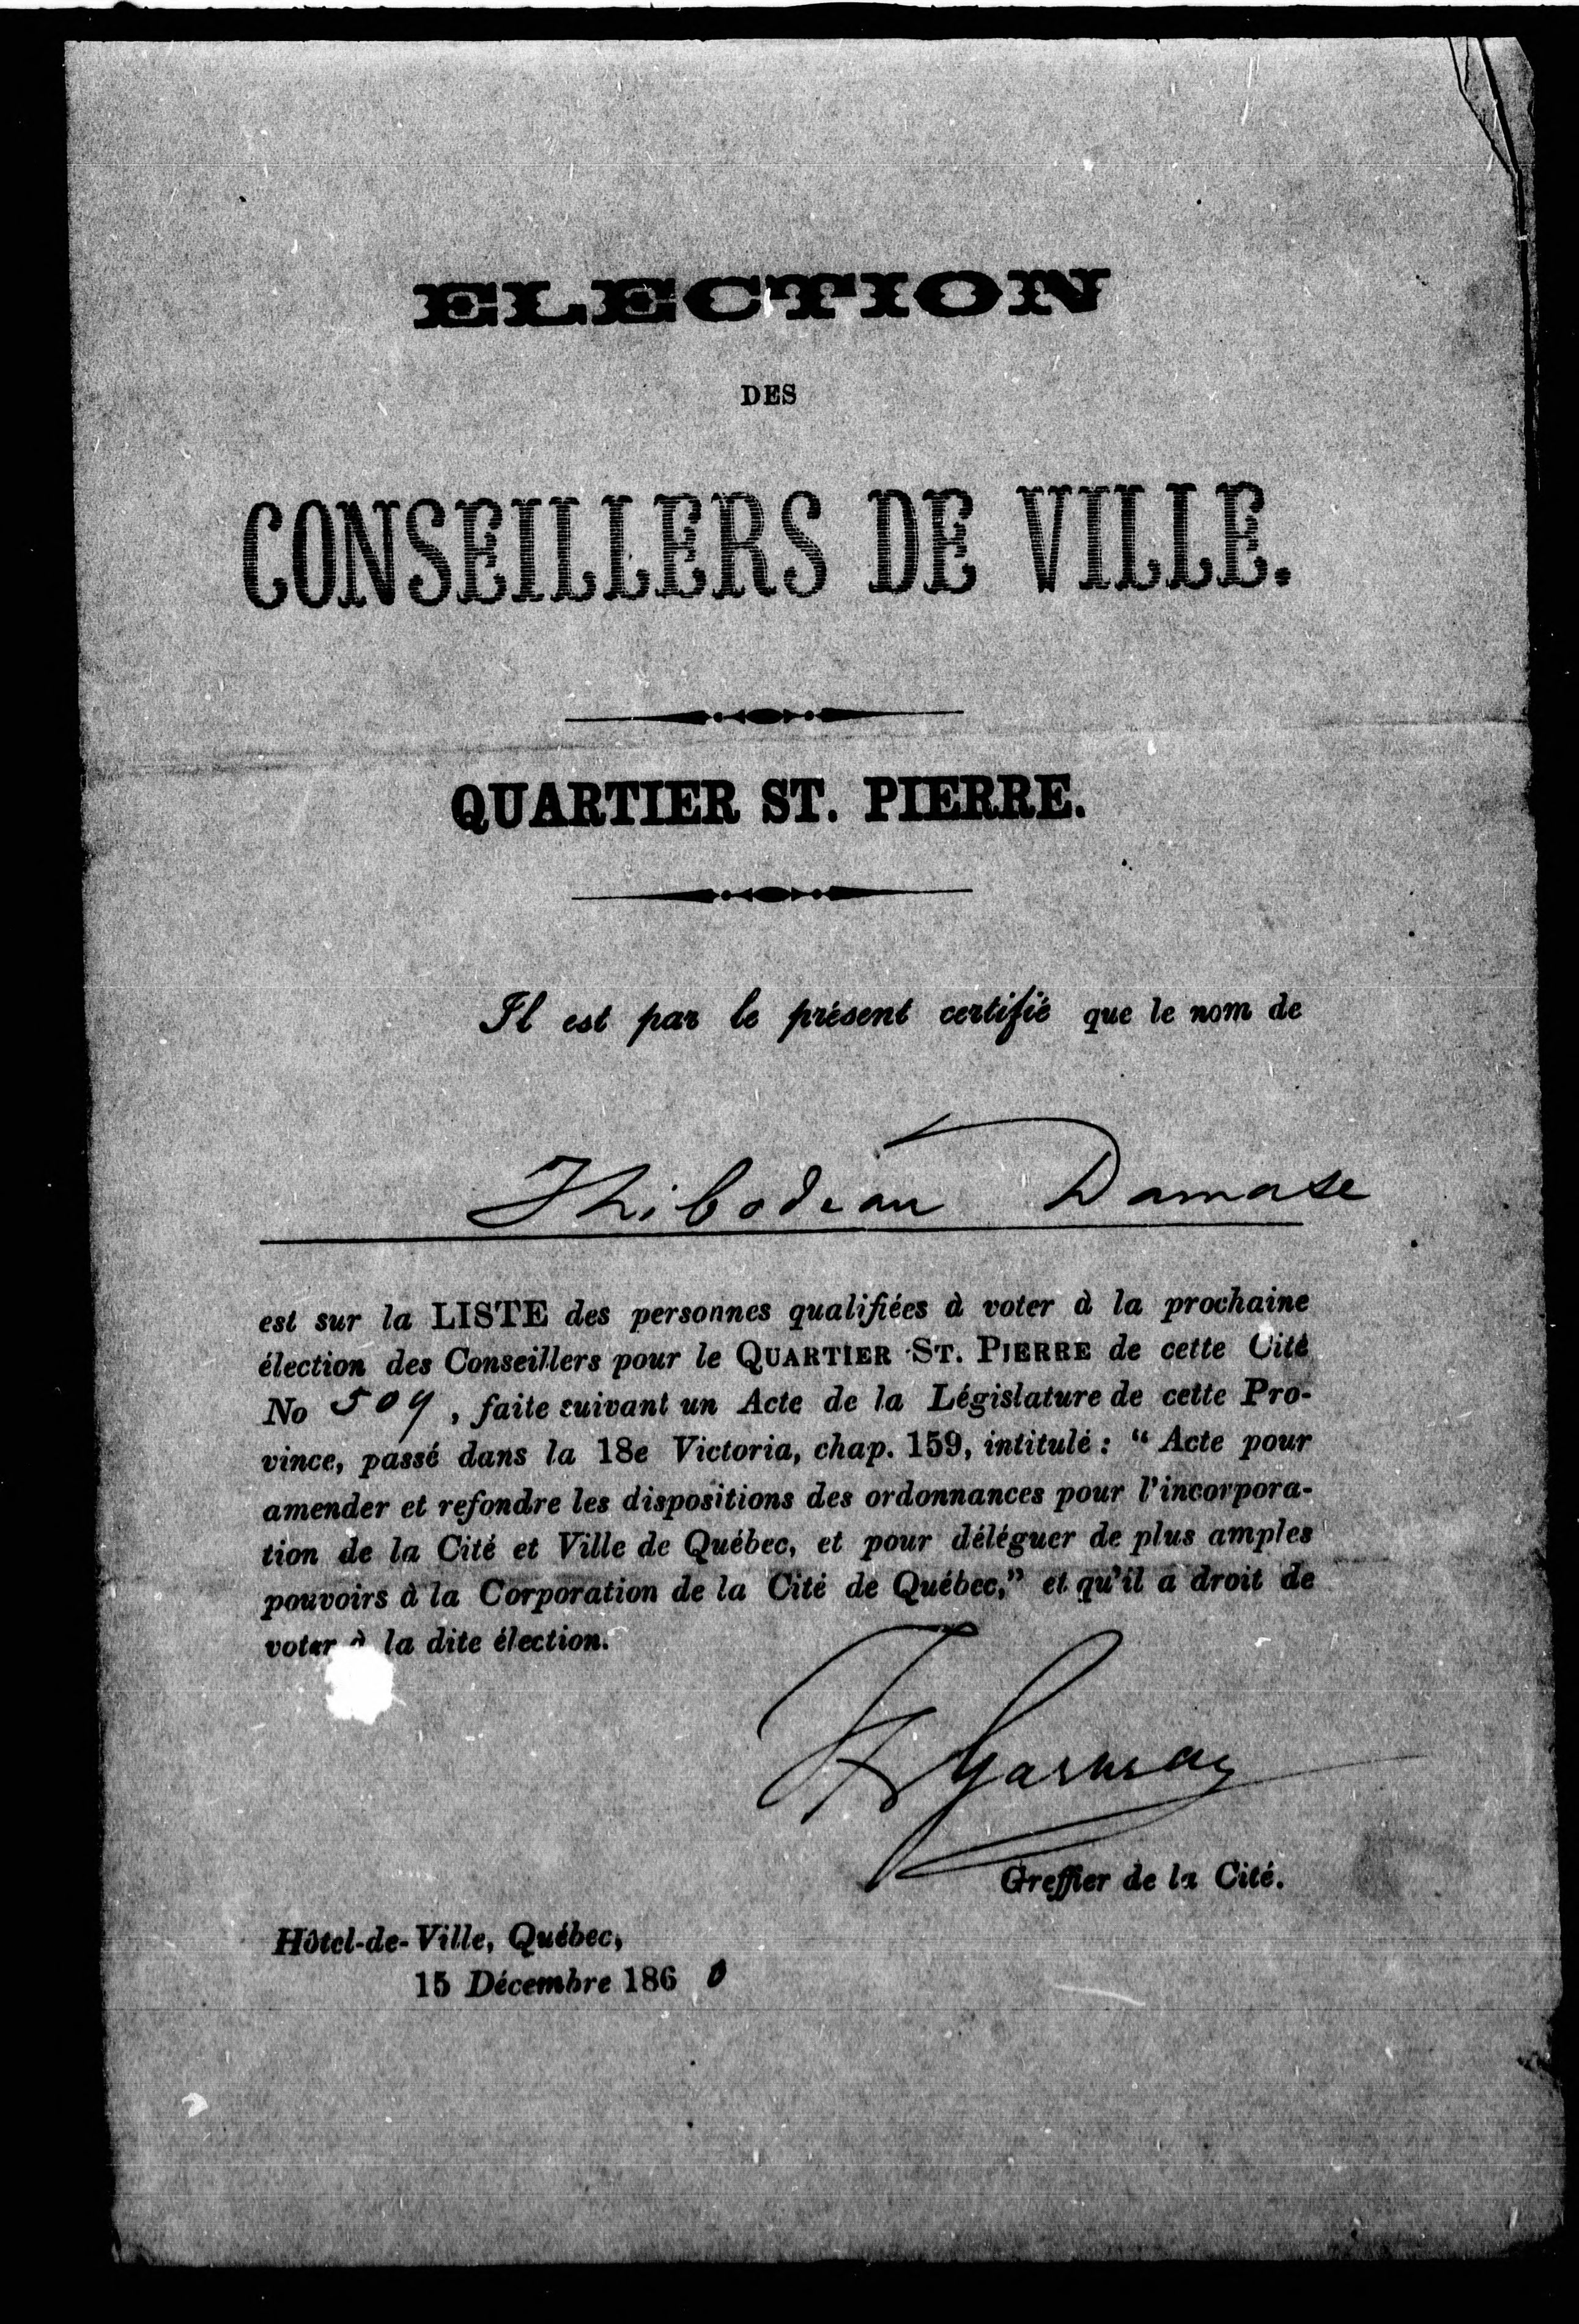 ELECTION
DES
CONSEILLERS DE VILLE.
QUARTIER ST. PIERRE.
Il est par le présent certifié que le nom de
Thibodeau Damase
est sur la LISTE des personnes qualifiées à voter à la prochaine
élection des Conseillers pour le QUARTIER ST. PIERRE de cette Cité
No 509, faite suivant un Acte de la Législature de cette Pro-
vince, passé dans la 18e Victoria, chap. 159, intitulé : “ Acte pour
amender et refondre les dispositions des ordonnances pour l'incorpora-
tion de la Cité et Ville de Québec, et pour déléguer de plus amples
pouvoirs à la Corporation de la Cité de Québec,” et qu'il a droit de
voter à la dite élection.
Greffier de la Cité.
Hôtel-de-Ville, Québec,
15 Décembre 1860